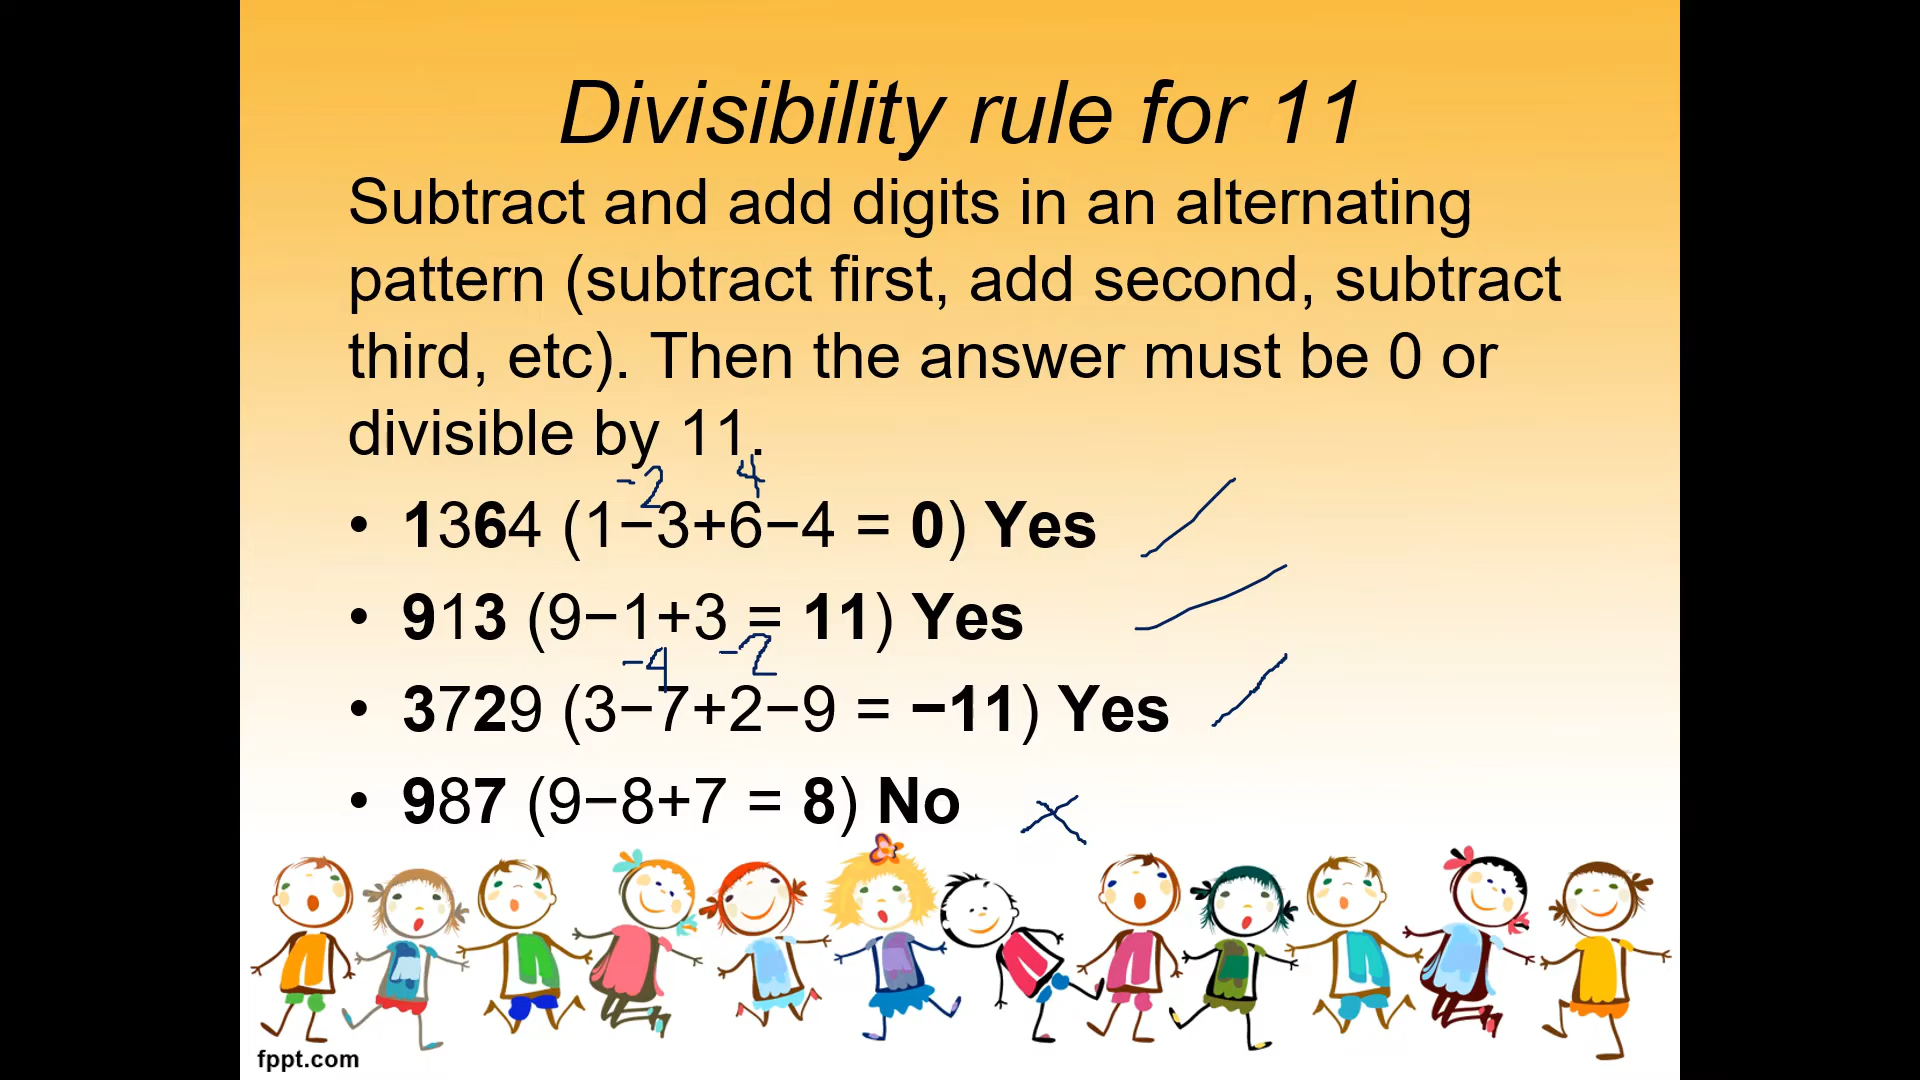 Divisibility rule for 11
Subtract and add digits in an alternating
pattern (subtract first, add second, subtract
third, etc). Then the answer must be 0 or
divisible by 11.
-2 4
• 1364 (1−3+6−4 = 0) Yes
• 913 (9−1+3 = 11) Yes
-4 -2
• 3729 (3−7+2−9 = −11) Yes
• 987 (9−8+7 = 8) No
fppt.com